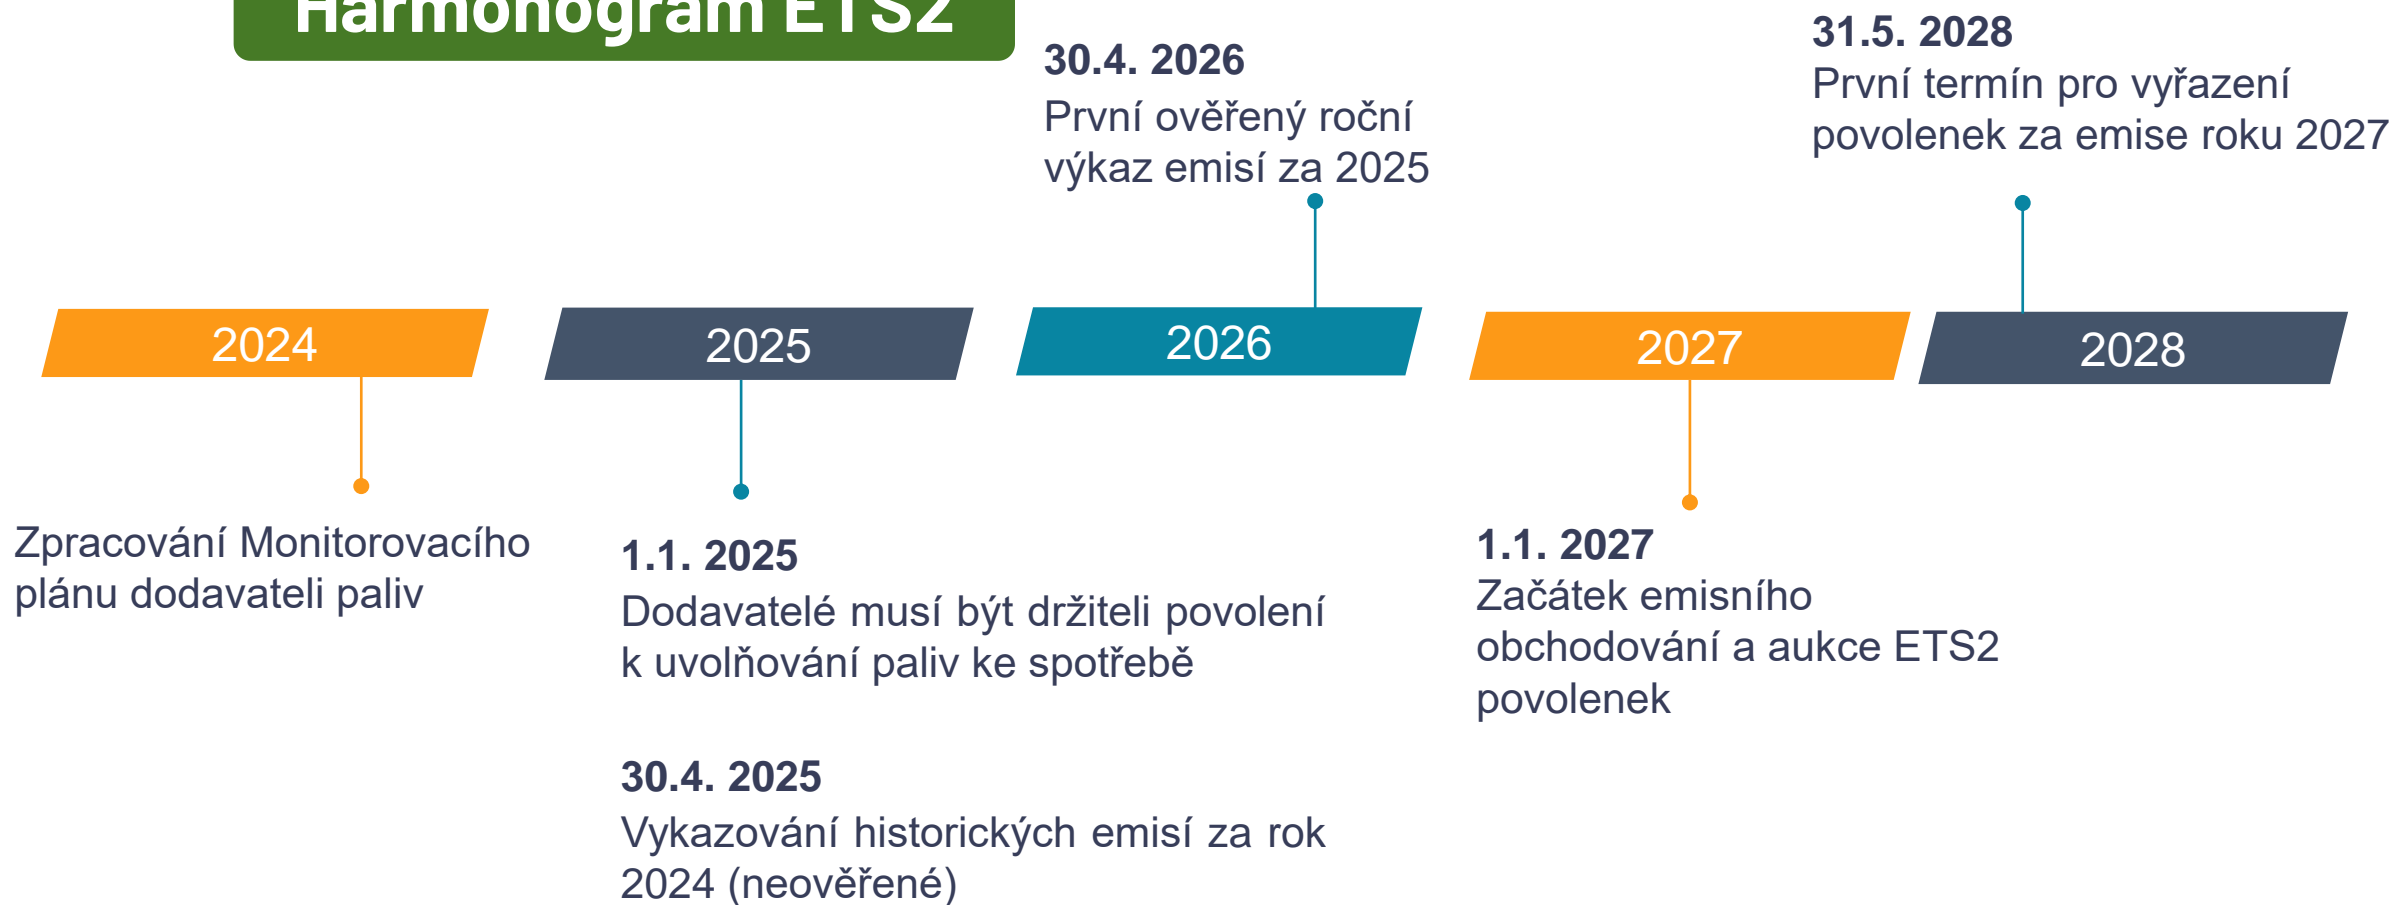 Harmonogram ETS2
30.4. 2026
První ověřený roční
výkaz emisí za 2025
31.5. 2028
První termín pro vyřazení
povolenek za emise roku 2027
2024
2025
2026
2027
2028
Zpracování Monitorovacího
plánu dodavateli paliv
1.1. 2025
Dodavatelé musí být držiteli povolení
k uvolňování paliv ke spotřebě
30.4. 2025
Vykazování historických emisí za rok
2024 (neověřené)
1.1. 2027
Začátek emisního
obchodování a aukce ETS2
povolenek